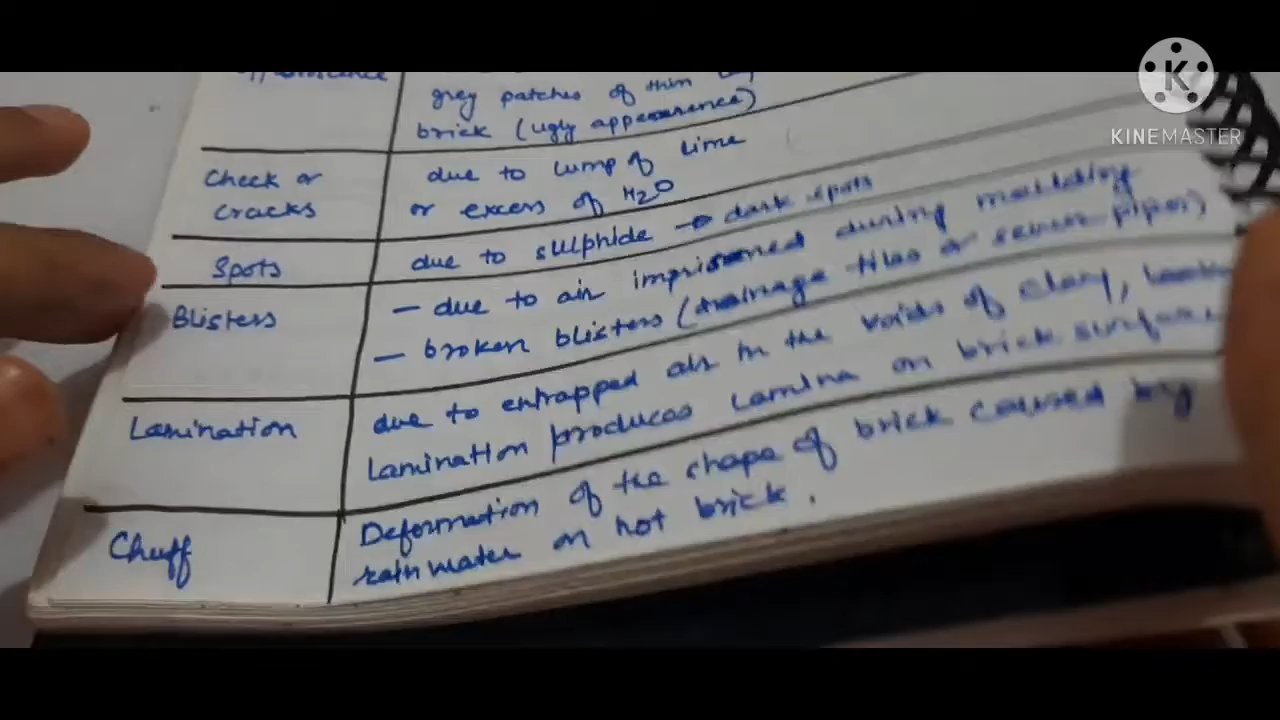 grey patches of thin
brick (ugly appearence)
Check or
cracks
due to lump of lime
or excess of H2O
Spots
due to sulphide → dark spots
Blisters
- due to air imprisoned during moulding
- broken blisters (drainage tiles or sewer pipes)
Lamination
due to entrapped air in the voids of clay,
Lamination produces lamina on brick surface
Chuff
Deformation of the shape of brick caused by
rain water on hot brick.
K
KINEMASTER